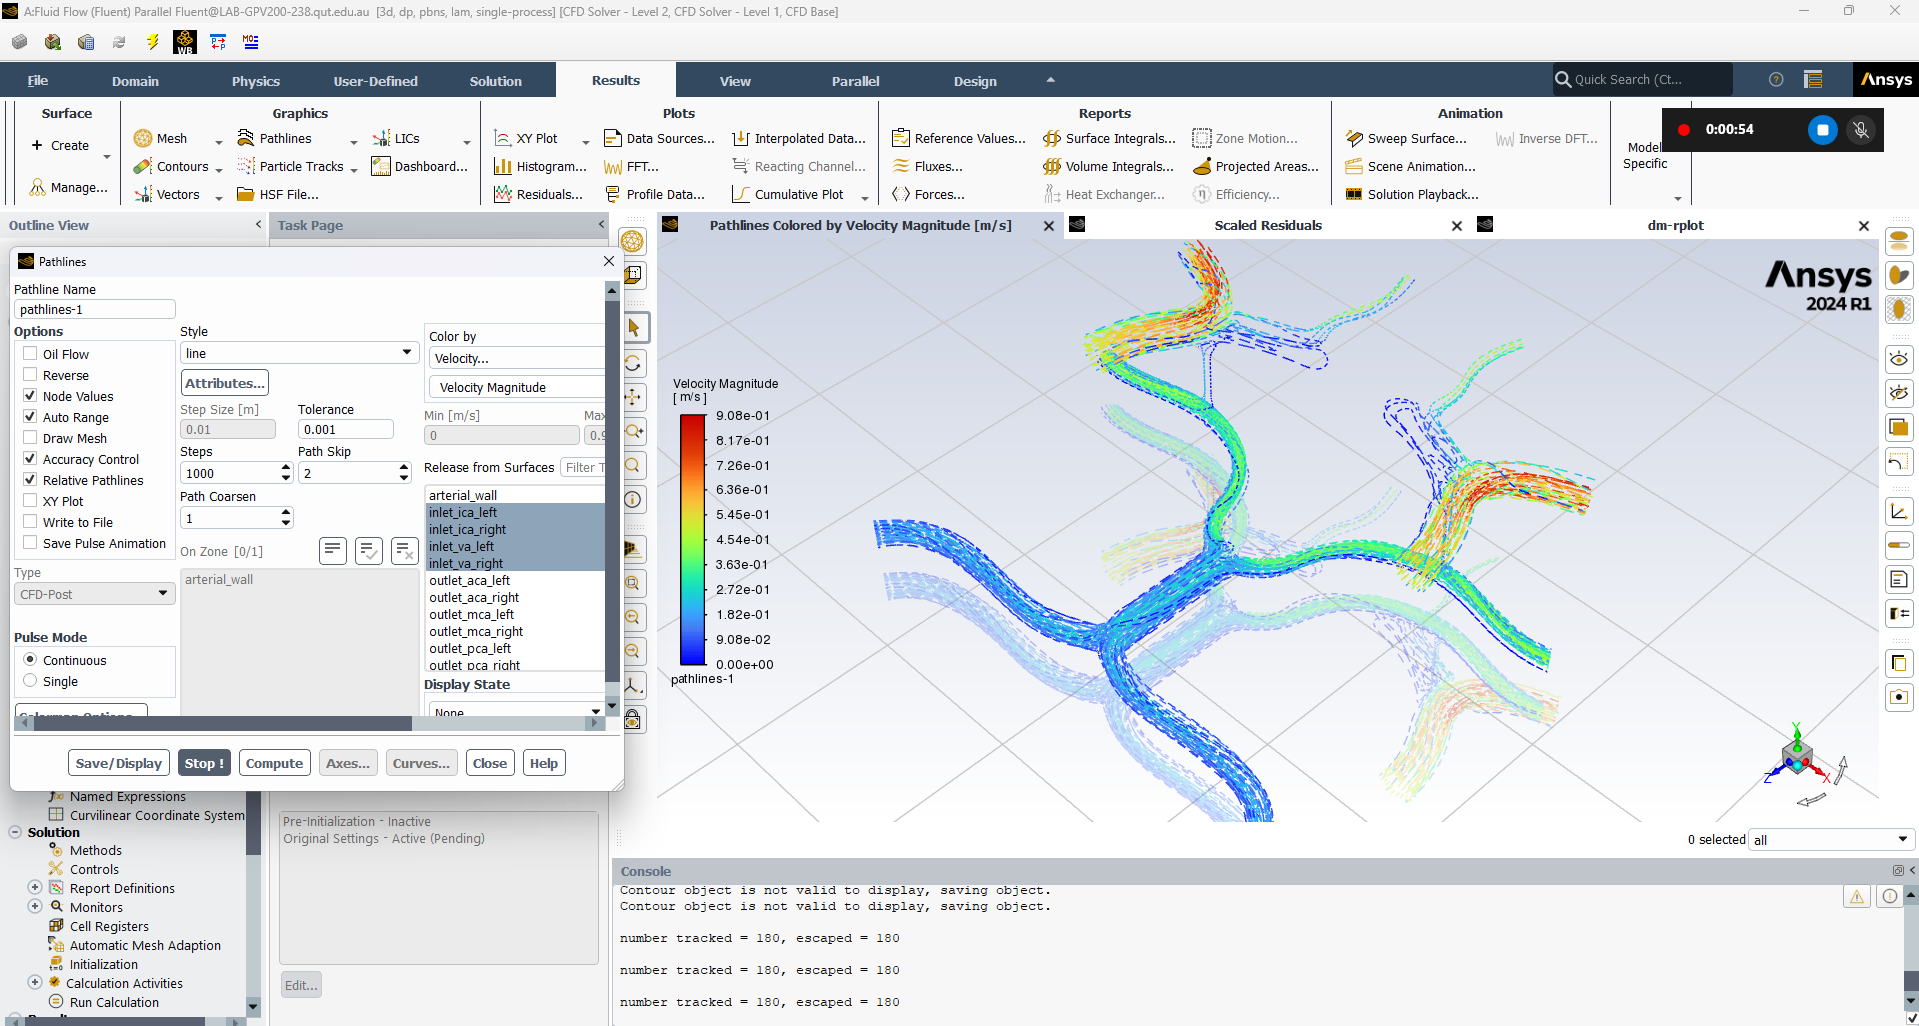 A:Fluid Flow (Fluent) Parallel Fluent@LAB-GPV200-238.qut.edu.au [3d, dp, pbns, lam, single-process] [CFD Solver - Level 2, CFD Solver - Level 1, CFD Base]
WB
File Domain Physics User-Defined Solution Results View Parallel Design
Quick Search (Ct...
Ansys
Surface
Create
Manage...
Graphics
Mesh Pathlines LICs
Contours Particle Tracks Dashboard...
Vectors HSF File...
Plots
XY Plot Data Sources... Interpolated Data...
Histogram... FFT... Reacting Channel...
Residuals... Profile Data... Cumulative Plot
Reports
Reference Values... Surface Integrals... Zone Motion...
Fluxes... Volume Integrals... Projected Areas...
Forces... Heat Exchanger... Efficiency...
Animation
Sweep Surface... Inverse DFT...
Scene Animation...
Solution Playback...
Model
Specific
0:00:54
Outline View
Task Page
Pathlines Colored by Velocity Magnitude [m/s]
Scaled Residuals
dm-rplot
Pathlines
Pathline Name
pathlines-1
Options
Oil Flow
Reverse
Node Values
Auto Range
Draw Mesh
Accuracy Control
Relative Pathlines
XY Plot
Write to File
Save Pulse Animation
Type
CFD-Post
Pulse Mode
Continuous
Single
Style
line
Attributes...
Step Size [m] Tolerance
0.01 0.001
Steps Path Skip
1000 2
Path Coarsen
1
On Zone [0/1]
arterial_wall
Color by
Velocity...
Velocity Magnitude
Min [m/s] Max
0 0.9
Release from Surfaces Filter T
arterial_wall
inlet_ica_left
inlet_ica_right
inlet_va_left
inlet_va_right
outlet_aca_left
outlet_aca_right
outlet_mca_left
outlet_mca_right
outlet_pca_left
outlet_pca_right
Display State
None
Save/Display Stop ! Compute Axes... Curves... Close Help
Named Expressions
Curvilinear Coordinate System
Solution
Methods
Controls
Report Definitions
Monitors
Cell Registers
Automatic Mesh Adaption
Initialization
Calculation Activities
Run Calculation
Pre-Initialization - Inactive
Original Settings - Active (Pending)
Edit...
Velocity Magnitude
[ m/s ]
9.08e-01
8.17e-01
7.26e-01
6.36e-01
5.45e-01
4.54e-01
3.63e-01
2.72e-01
1.82e-01
9.08e-02
0.00e+00
pathlines-1
Ansys
2024 R1
Y
Z
X
0 selected all
Console
Contour object is not valid to display, saving object.
Contour object is not valid to display, saving object.
number tracked = 180, escaped = 180
number tracked = 180, escaped = 180
number tracked = 180, escaped = 180